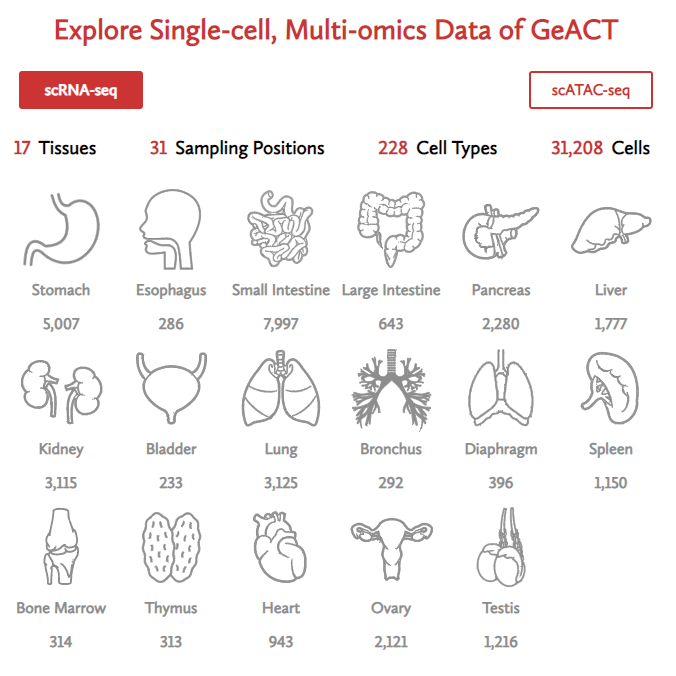 Explore Single-cell, Multi-omics Data of GeACT
scRNA-seq scATAC-seq
17 Tissues 31 Sampling Positions 228 Cell Types 31,208 Cells
Stomach Esophagus Small Intestine Large Intestine Pancreas Liver
5,007 286 7,997 643 2,280 1,777
Kidney Bladder Lung Bronchus Diaphragm Spleen
3,115 233 3,125 292 396 1,150
Bone Marrow Thymus Heart Ovary Testis
314 313 943 2,121 1,216